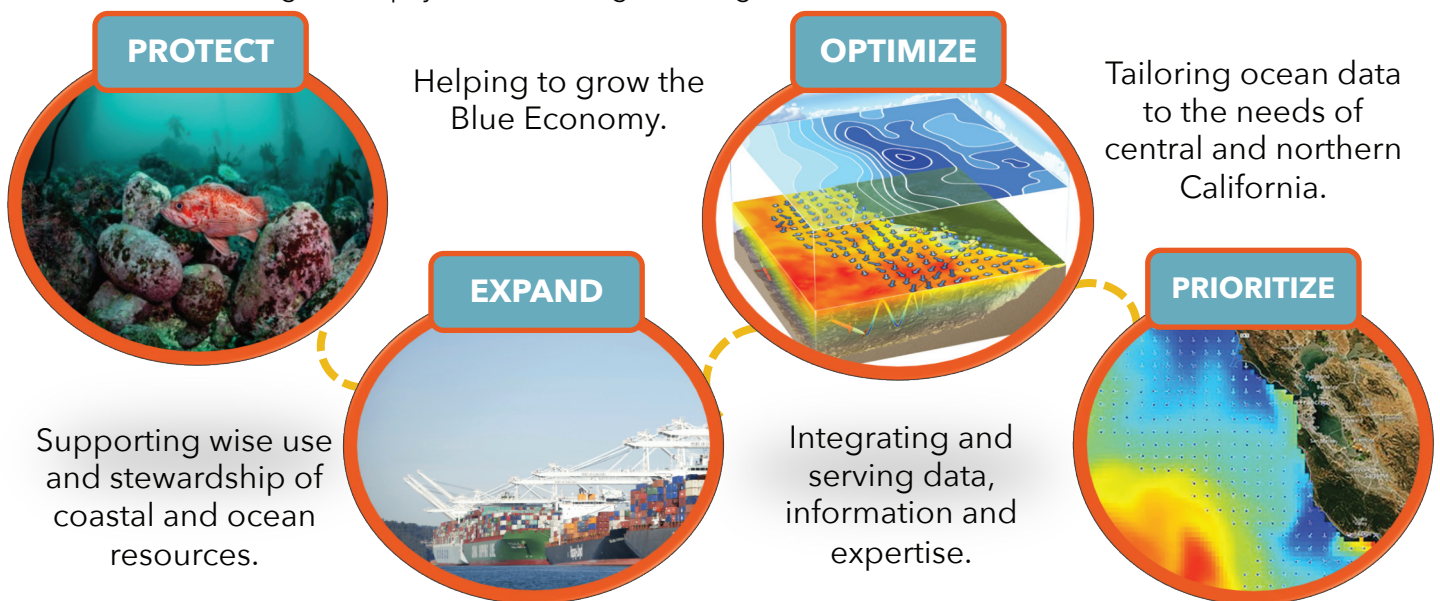 PROTECT
Supporting wise use
and stewardship of
coastal and ocean
resources.
Helping to grow the
Blue Economy.
EXPAND
OPTIMIZE
Integrating and
serving data,
information and
expertise.
Tailoring ocean data
to the needs of
central and northern
California.
PRIORITIZE